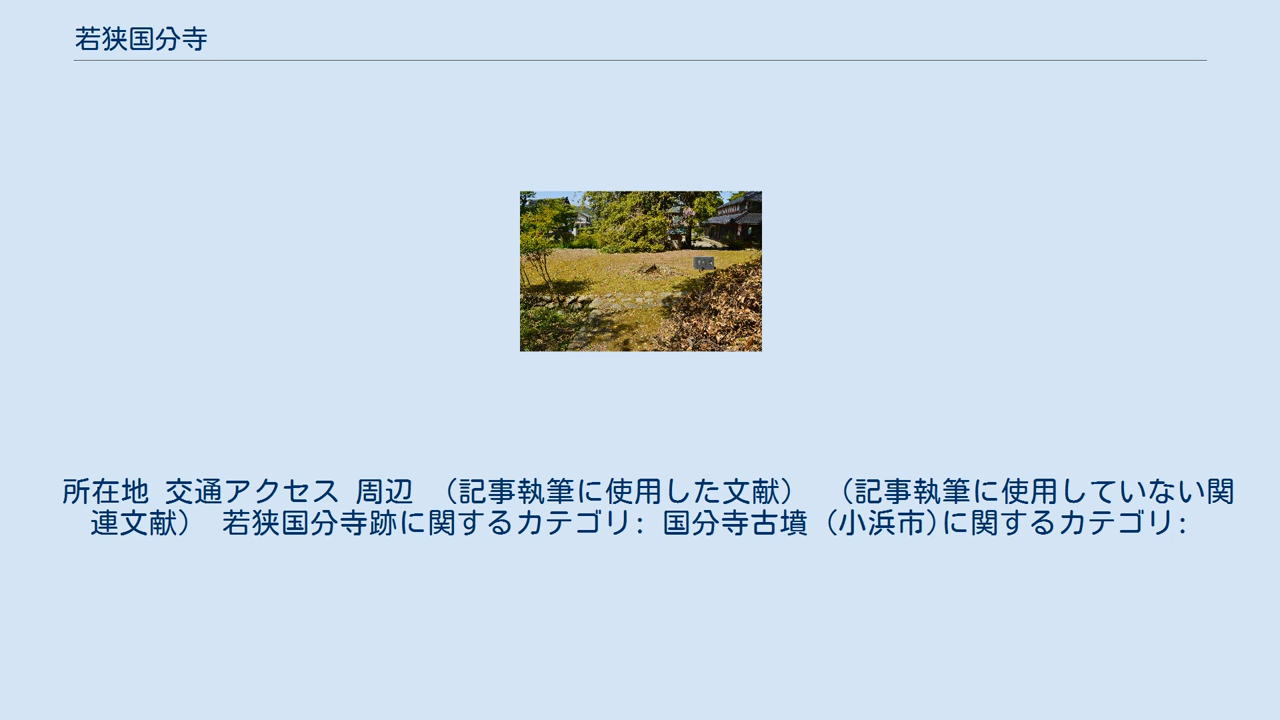 若狭国分寺
所在地 交通アクセス 周辺 （記事執筆に使用した文献） （記事執筆に使用していない関
連文献） 若狭国分寺跡に関するカテゴリ: 国分寺古墳 (小浜市)に関するカテゴリ: